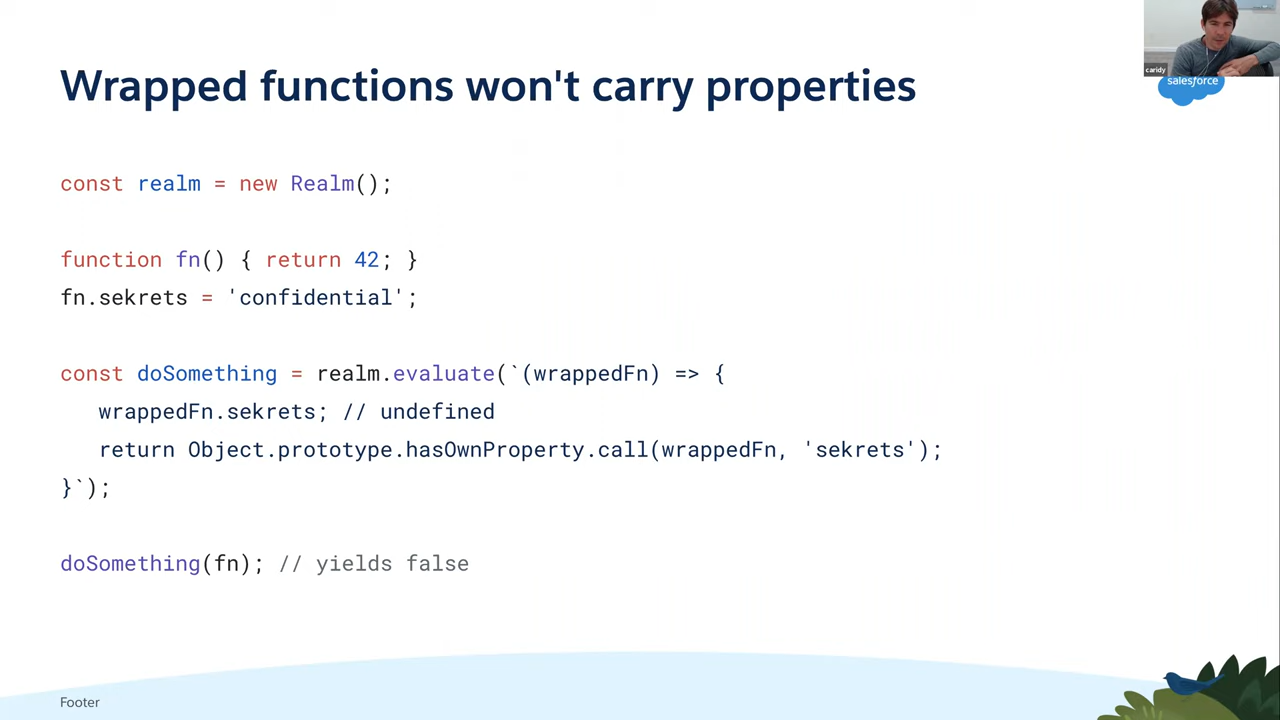 Wrapped functions won't carry properties
caridy
salesforce
const realm = new Realm();
function fn() { return 42; }
fn.sekrets = 'confidential';
const doSomething = realm.evaluate(`(wrappedFn) => {
wrappedFn.sekrets; // undefined
return Object.prototype.hasOwnProperty.call(wrappedFn, 'sekrets');
}`);
doSomething(fn); // yields false
Footer